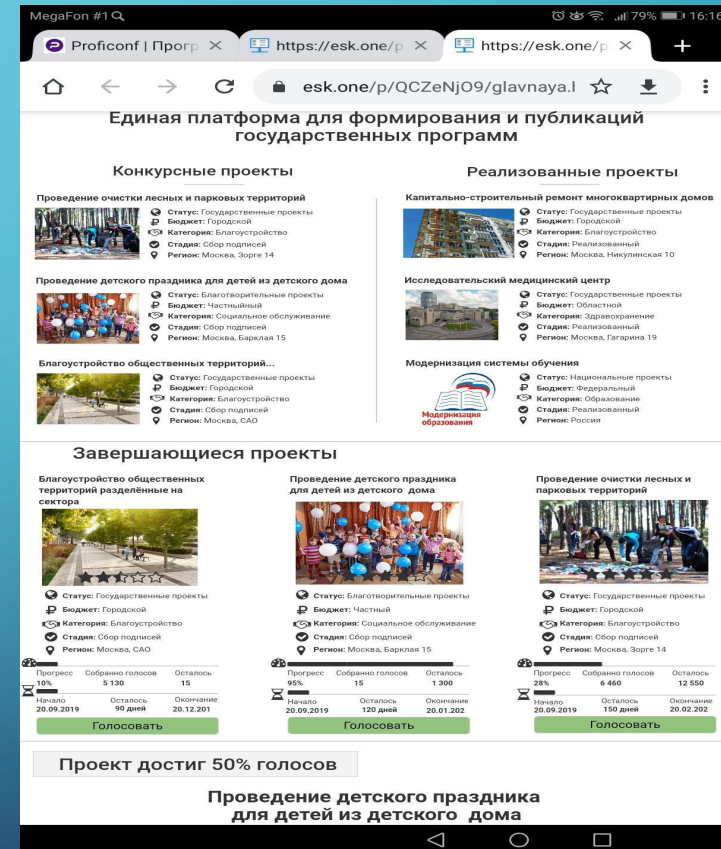 MegaFon #1
79% 16:16
Proficonf | Прогр
https://esk.one/p
https://esk.one/p
esk.one/p/QCZeNjO9/glavnaya.l
Единая платформа для формирования и публикаций
государственных программ
Конкурсные проекты
Проведение очистки лесных и парковых территорий
Статус: Государственные проекты
Бюджет: Городской
Категория: Благоустройство
Стадия: Сбор подписей
Регион: Москва, Зорге 14
Проведение детского праздника для детей из детского дома
Статус: Благотворительные проекты
Бюджет: Частныйный
Категория: Социальное обслуживание
Стадия: Сбор подписей
Регион: Москва, Барклая 15
Благоустройство общественных территорий...
Статус: Государственные проекты
Бюджет: Городской
Категория: Благоустройство
Стадия: Сбор подписей
Регион: Москва, САО
Реализованные проекты
Капитально-строительный ремонт многоквартирных домов
Статус: Государственные проекты
Бюджет: Городской
Категория: Благоустройство
Стадия: Реализованный
Регион: Москва, Никулинская 10
Исследовательский медицинский центр
Статус: Государственные проекты
Бюджет: Областной
Категория: Здравохранение
Стадия: Реализованный
Регион: Москва, Гагарина 19
Модернизация системы обучения
Модернизация
образования
Статус: Национальные проекты
Бюджет: Федеральный
Категория: Образование
Стадия: Реализованный
Регион: Россия
Завершающиеся проекты
Благоустройство общественных
территорий разделённые на
сектора
Статус: Государственные проекты
Бюджет: Городской
Категория: Благоустройство
Стадия: Сбор подписей
Регион: Москва, САО
Прогресс Собранно голосов Осталось
10% 5 130 15
Начало Осталось Окончание
20.09.2019 90 дней 20.12.201
Голосовать
Проведение детского праздника
для детей из детского дома
Статус: Благотворительные проекты
Бюджет: Частный
Категория: Социальное обслуживание
Стадия: Сбор подписей
Регион: Москва, Барклая 15
Прогресс Собранно голосов Осталось
95% 15 1 300
Начало Осталось Окончание
20.09.2019 120 дней 20.01.202
Голосовать
Проведение очистки лесных и
парковых территорий
Статус: Государственные проекты
Бюджет: Городской
Категория: Благоустройство
Стадия: Сбор подписей
Регион: Москва, Зорге 14
Прогресс Собранно голосов Осталось
28% 6 460 12 550
Начало Осталось Окончание
20.09.2019 150 дней 20.02.202
Голосовать
Проект достиг 50% голосов
Проведение детского праздника
для детей из детского дома